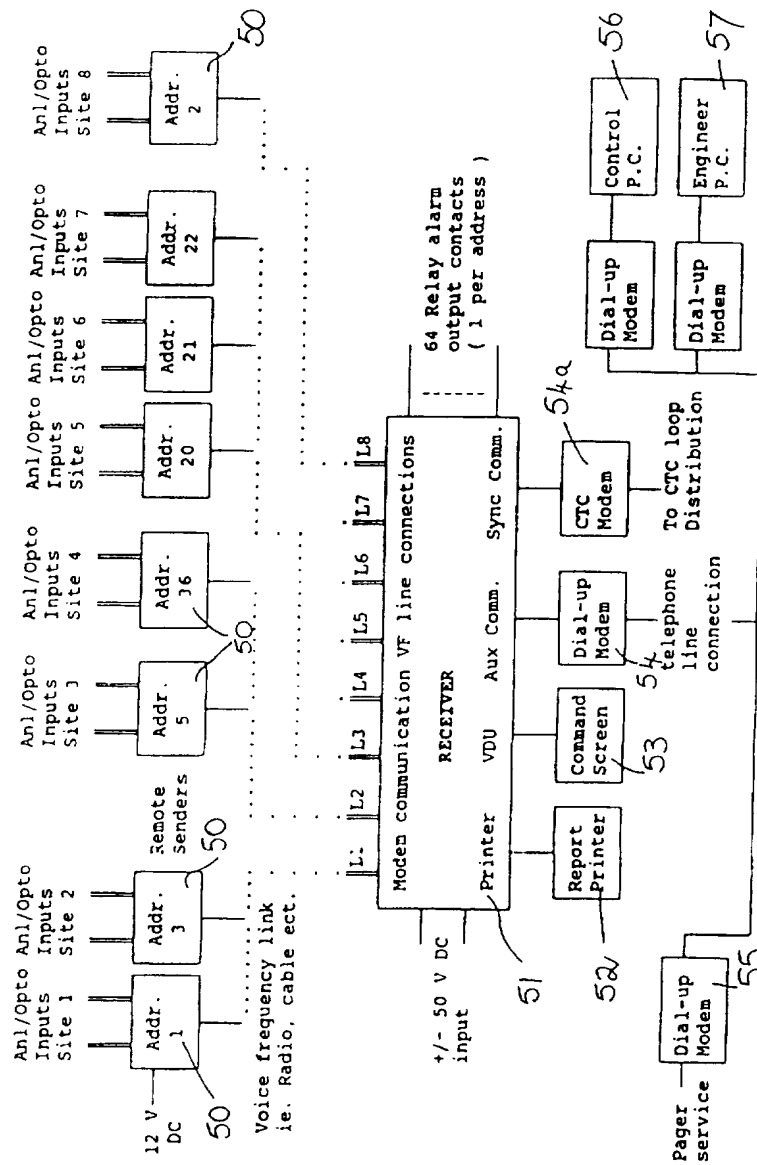 Anl/Opto
Inputs
Site 1
Anl/Opto
Inputs
Site 2
Anl/Opto
Inputs
Site 3
Anl/Opto
Inputs
Site 4
Anl/Opto
Inputs
Site 5
Anl/Opto
Inputs
Site 6
Anl/Opto
Inputs
Site 7
Anl/Opto
Inputs
Site 8
Remote
Senders
12 V
DC
Addr.
1
Addr.
3
Addr.
5
Addr.
36
Addr.
20
Addr.
21
Addr.
22
Addr.
2
50
50
50
50
50
Voice frequency link
ie. Radio, cable ect.
L1
L2
L3
L4
L5
L6
L7
L8
+/- 50 V DC
input
Modem communication VF line connections
RECEIVER
Printer
VDU
Aux Comm.
Sync Comm.
64 Relay alarm
output contacts
( 1 per address )
51
Report
Printer
52
Command
Screen
53
Dial-up
Modem
54
CTC
Modem
54a
telephone
line
connection
To CTC loop
Distribution
Dial-up
Modem
Control
P.C.
56
Dial-up
Modem
Engineer
P.C.
57
Pager
service
Dial-up
Modem
55